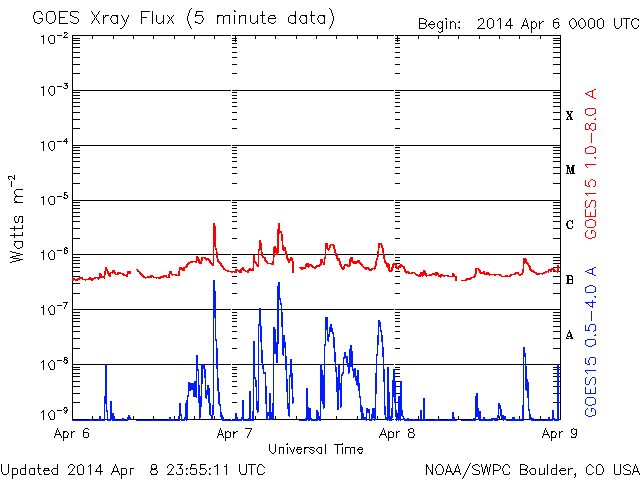 GOES Xray Flux (5 minute data)
Begin: 2014 Apr 6 0000 UTC
10-2
10-3
10-4
10-5
10-6
10-7
10-8
10-9
Watts m-2
X
M
C
B
A
GOES15 1.0-8.0 A
GOES15 0.5-4.0 A
Apr 6
Apr 7
Apr 8
Apr 9
Universal Time
Updated 2014 Apr 8 23:55:11 UTC
NOAA/SWPC Boulder, CO USA